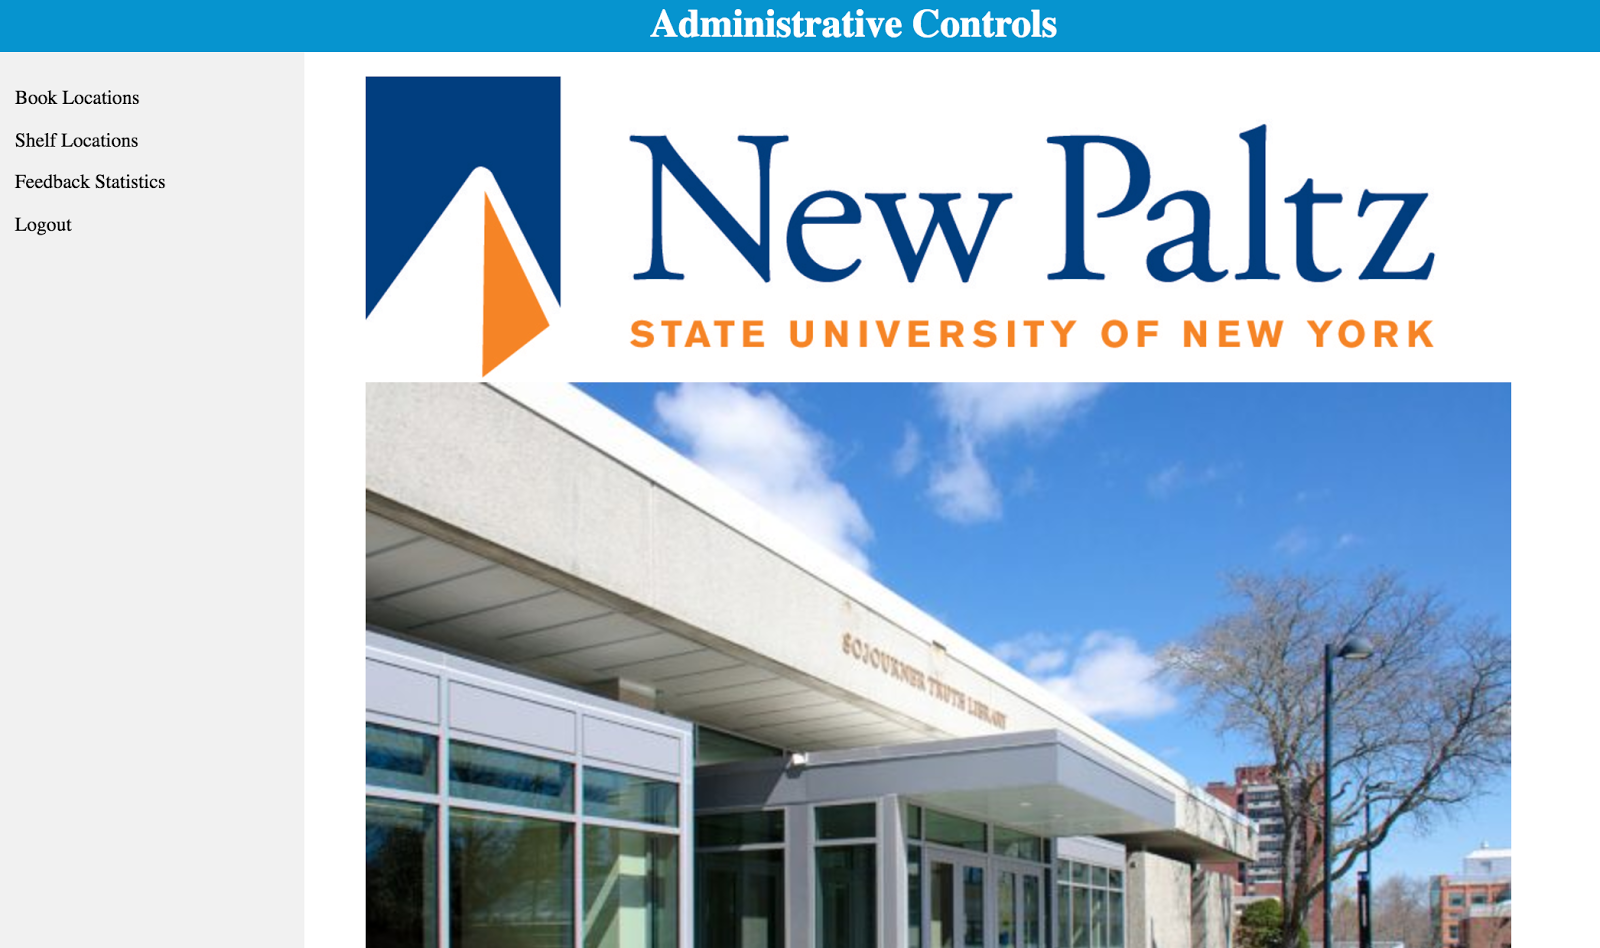 Administrative Controls
Book Locations
Shelf Locations
Feedback Statistics
Logout
New Paltz
STATE UNIVERSITY OF NEW YORK
SOJOURNER TRUTH LIBRARY